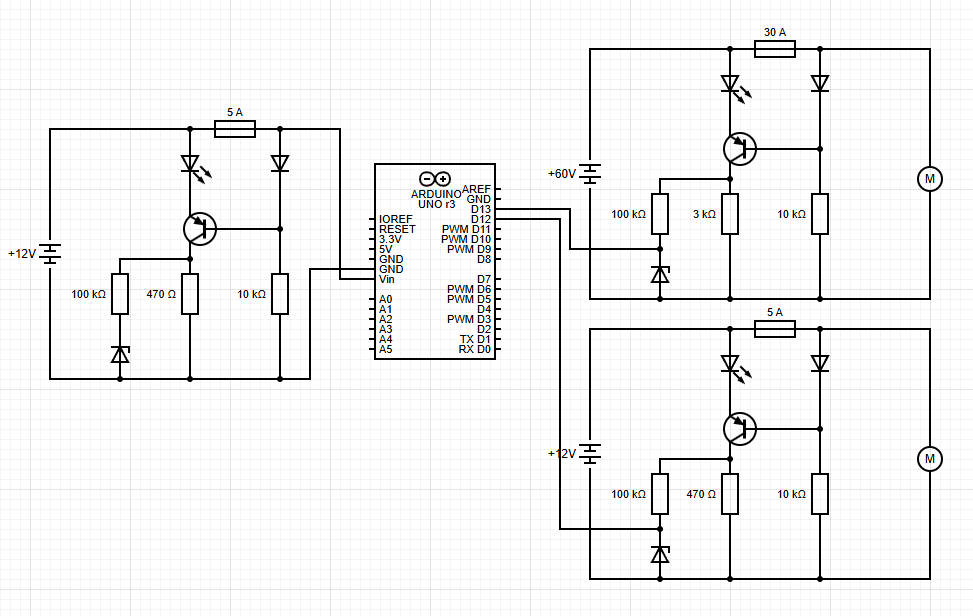 5 A
+12V
100 kΩ
470 Ω
10 kΩ
ARDUINO
UNO r3
IOREF
RESET
3.3V
5V
GND
GND
Vin
A0
A1
A2
A3
A4
A5
AREF
GND
D13
D12
PWM D11
PWM D10
PWM D9
D8
D7
PWM D6
PWM D5
D4
PWM D3
D2
TX D1
RX D0
30 A
+60V
100 kΩ
3 kΩ
10 kΩ
M
5 A
+12V
100 kΩ
470 Ω
10 kΩ
M